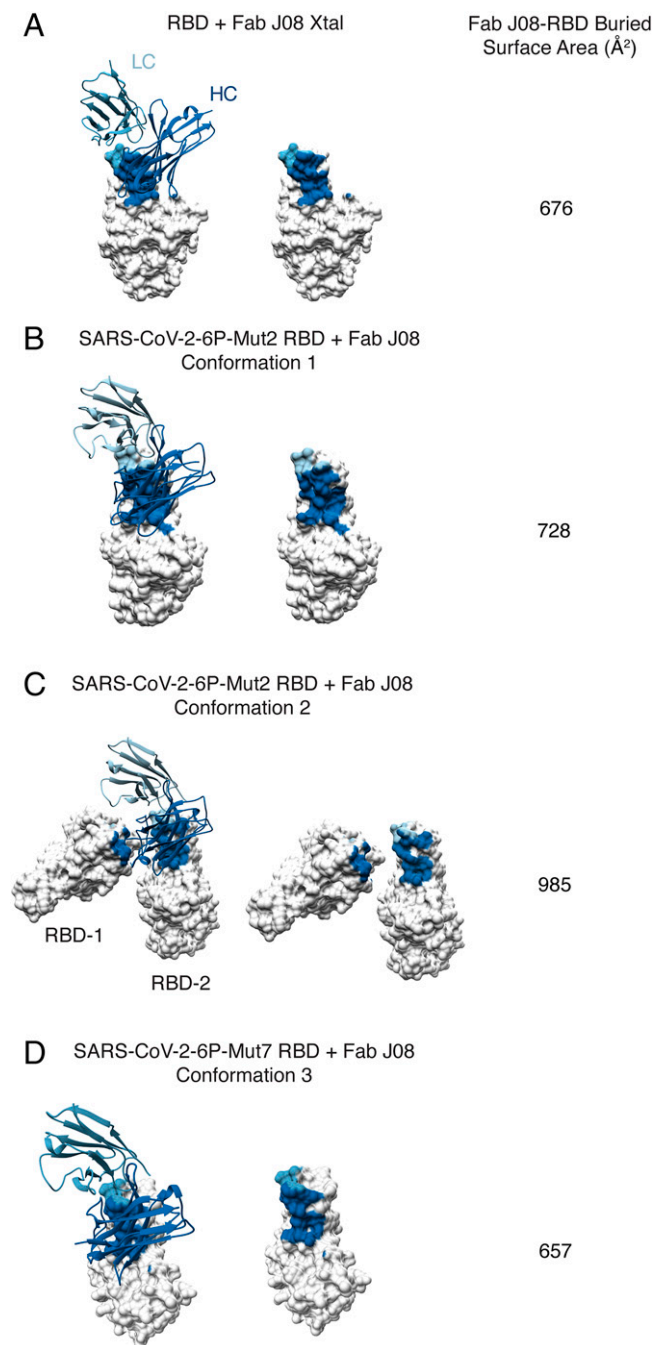 A
RBD + Fab J08 Xtal
Fab J08-RBD Buried
Surface Area (Å²)
LC
HC
676
B
SARS-CoV-2-6P-Mut2 RBD + Fab J08
Conformation 1
728
C
SARS-CoV-2-6P-Mut2 RBD + Fab J08
Conformation 2
985
RBD-1
RBD-2
D
SARS-CoV-2-6P-Mut7 RBD + Fab J08
Conformation 3
657